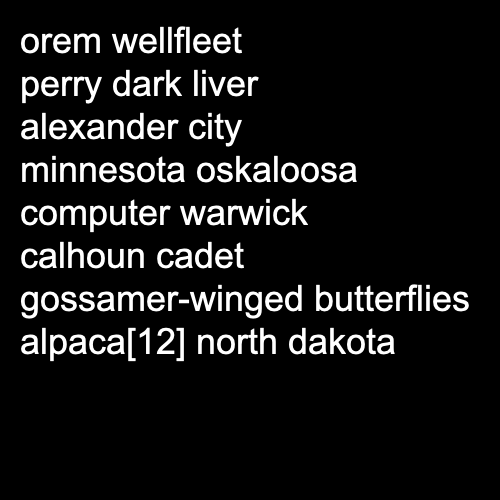 orem wellfleet
perry dark liver
alexander city
minnesota oskaloosa
computer warwick
calhoun cadet
gossamer-winged butterflies
alpaca[12] north dakota